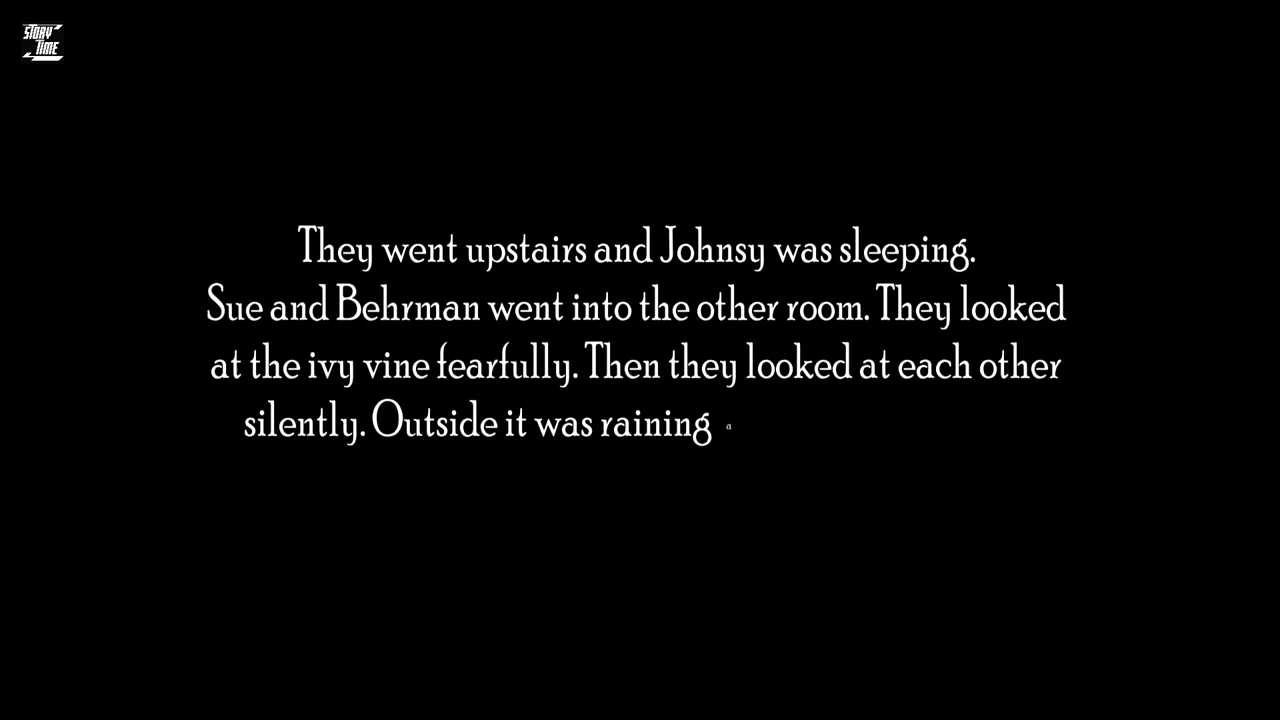 STORY
TIME
They went upstairs and Johnsy was sleeping.
Sue and Behrman went into the other room. They looked
at the ivy vine fearfully. Then they looked at each other
silently. Outside it was raining a